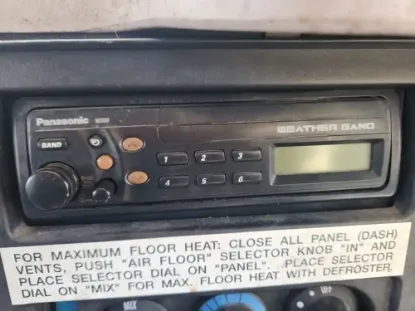 Panasonic
WEATHER BAND
BAND
1 2 3
4 5 6
FOR MAXIMUM FLOOR HEAT: CLOSE ALL PANEL (DASH)
VENTS, PUSH "AIR FLOOR" SELECTOR KNOB "IN" AND
PLACE SELECTOR DIAL ON "PANEL". PLACE SELECTOR
DIAL ON "MIX" FOR MAX. FLOOR HEAT WITH DEFROSTER.
MIX